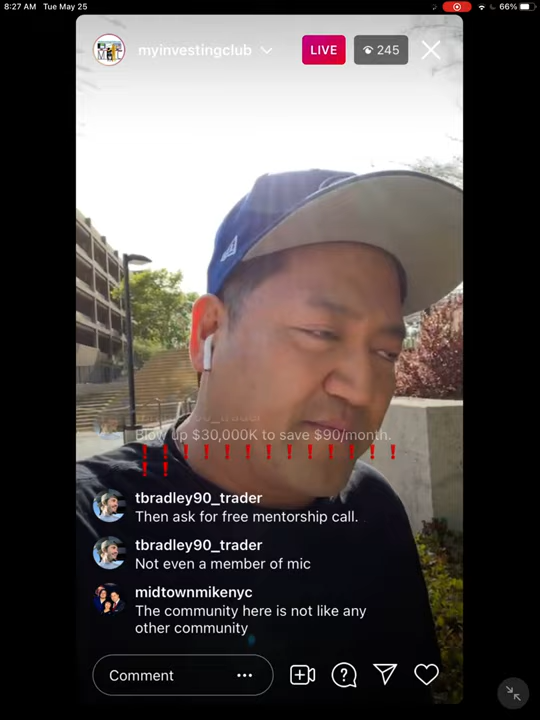 8:27 AM Tue May 25
66%
myinvestingclub
LIVE
245
Blow up $30,000K to save $90/month.
❗❗❗❗❗❗❗❗❗❗❗❗❗
❗❗
tbradley90_trader
Then ask for free mentorship call.
tbradley90_trader
Not even a member of mic
midtownmikenyc
The community here is not like any
other community
Comment